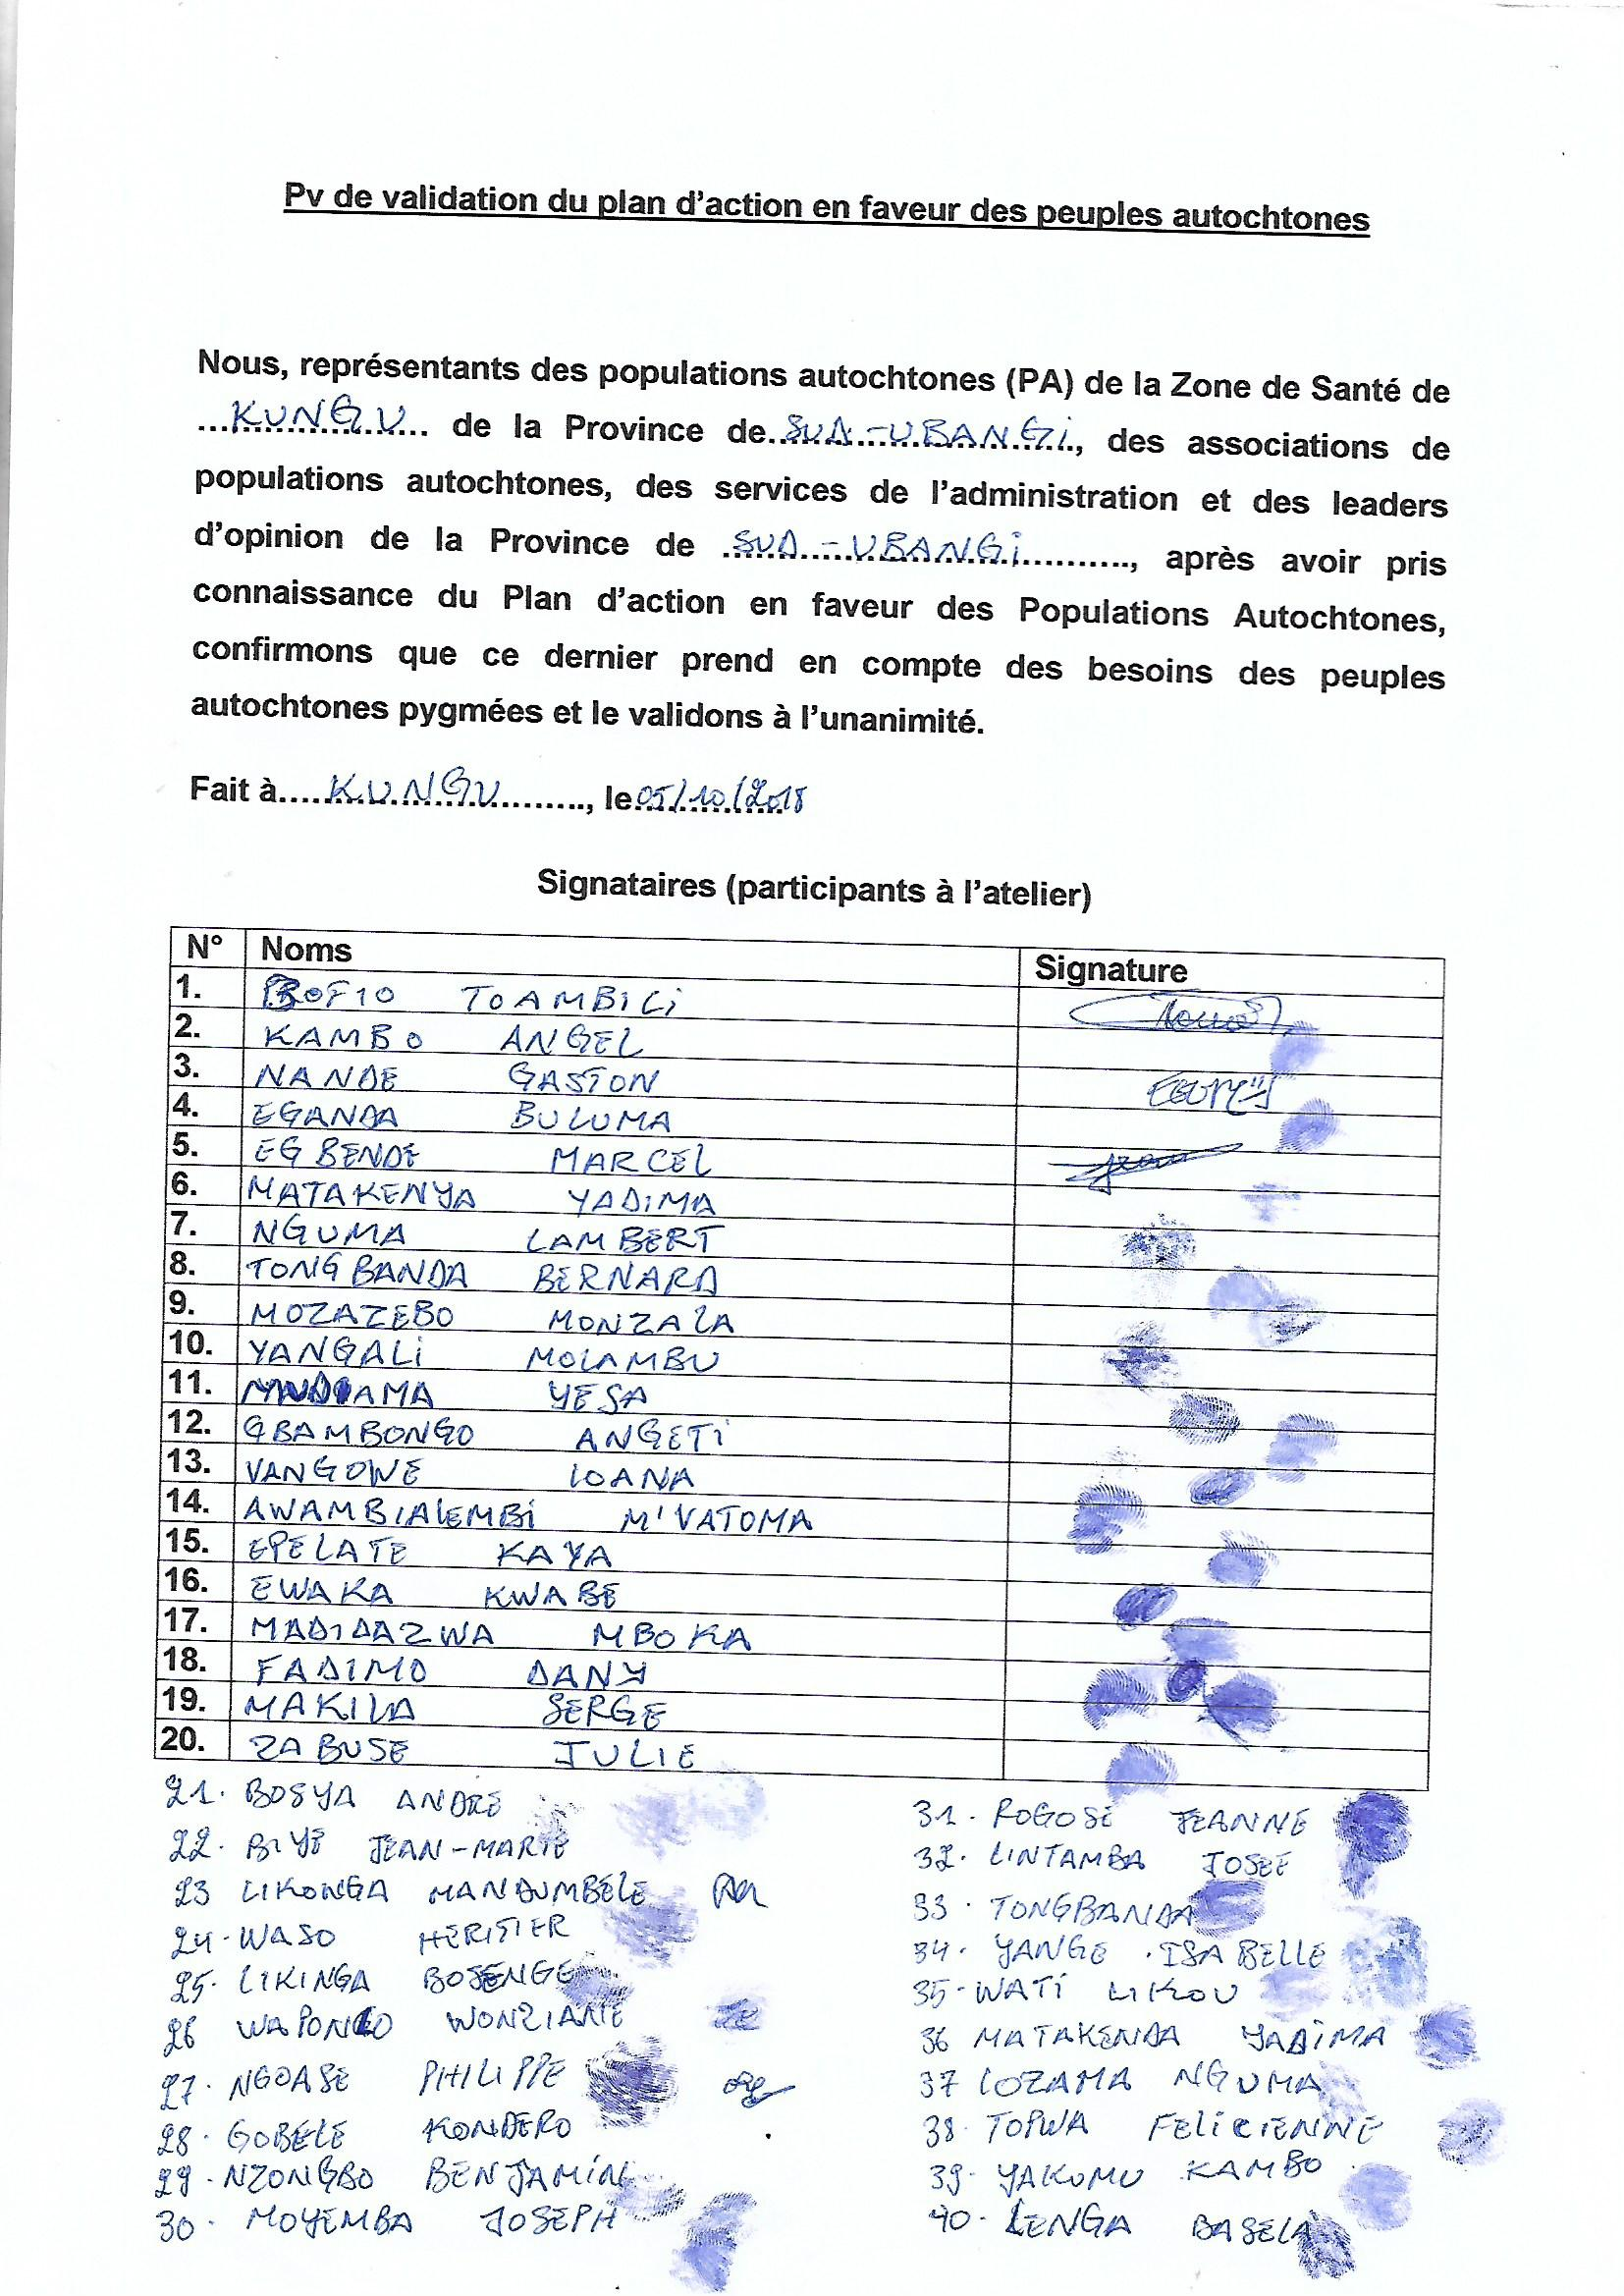 Pv de validation du plan d'action en faveur des peuples autochtones
Nous, représentants des populations autochtones (PA) de la Zone de Santé de
...KUNGU... de la Province de...SUD-UBANGI..., des associations de
populations autochtones, des services de l'administration et des leaders
d'opinion de la Province de ...SUD-UBANGI..........., après avoir pris
connaissance du Plan d'action en faveur des Populations Autochtones,
confirmons que ce dernier prend en compte des besoins des peuples
autochtones pygmées et le validons à l'unanimité.
Fait à.....KUNGU........., le 05/10/2018
Signataires (participants à l'atelier)
N° Noms Signature
1. BOFIO TOAMBILI
2. KAMBO ANGEL
3. NANDE GASTON
4. EGANDA BULUMA
5. EGBENDE MARCEL
6. MATAKENYA YADIMA
7. NGUMA LAMBERT
8. TONGBANDA BERNARD
9. MOZAZEBO MONZALA
10. YANGALI MOLAMBU
11. YESA
12. GBAMBONGO ANGETI
13. VANGOWE LOANA
14. AWAMBIALEMBI M'VATOMA
15. EPELATE KAYA
16. EWAKA KWABE
17. MADIDAZWA MBOKA
18. FADIMO DANY
19. MAKILA SERGE
20. ZABUSE JULIE
21. BOSYA ANDRE
22. BIYE JEAN-MARIE
23 LIKONGA MANDUMBELE
24. WASO HERITIER
25. LIKINGA BOSENGE
26 WONZIANE
27. NGOASE PHILIPPE
28. GOBELE KONDERO
29. NZONGBO BENJAMIN
30. MOYEMBA JOSEPH
31. ROGOSE JEANNE
32. LINTAMBA JOSEE
33. TONGBANDA
34. YANGE ISABELLE
35-WATI LIKOU
36 MATAKENDA YADIMA
37 LOZAMA NGUMA
38. TOPWA FELICIENNE
39. YAKOMU KAMBO
40. LENGA BASELA